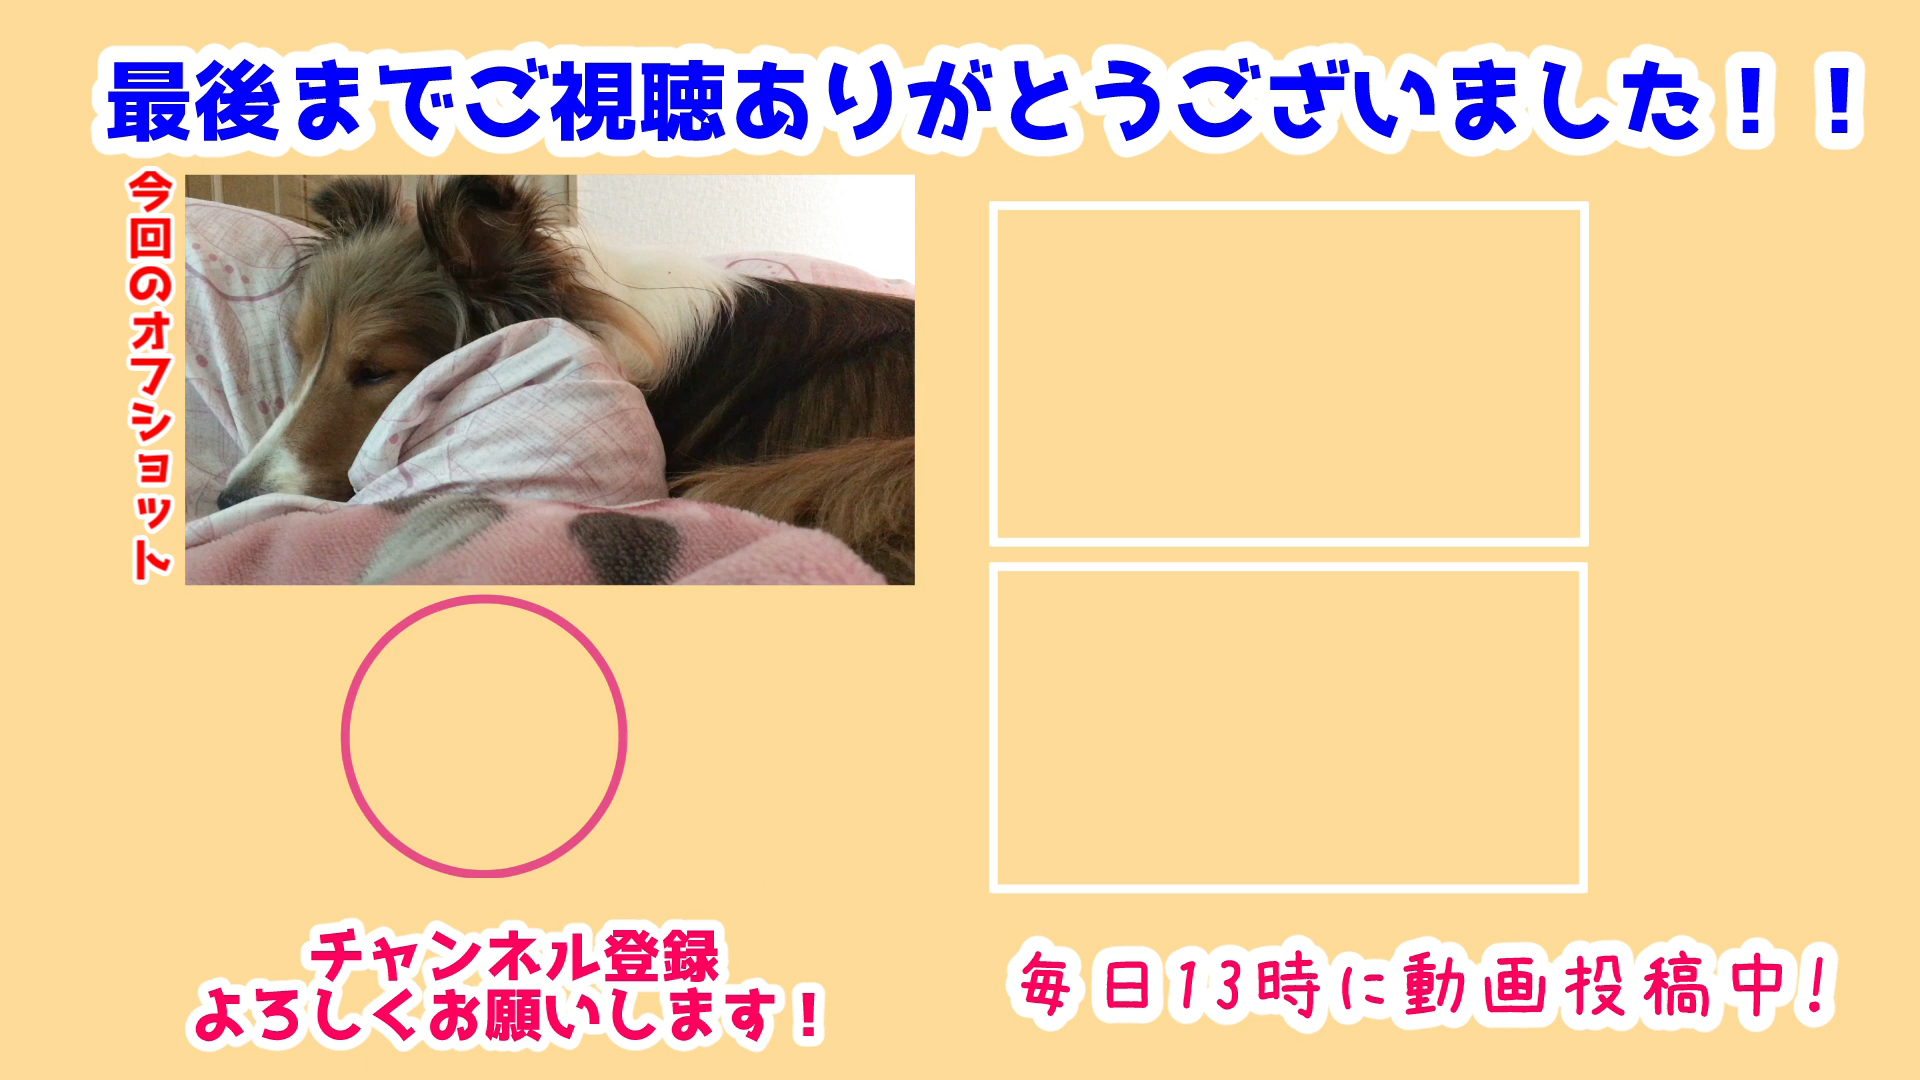 最後までご視聴ありがとうございました！！
今回のオフショット
チャンネル登録
よろしくお願いします！
毎日13時に動画投稿中!